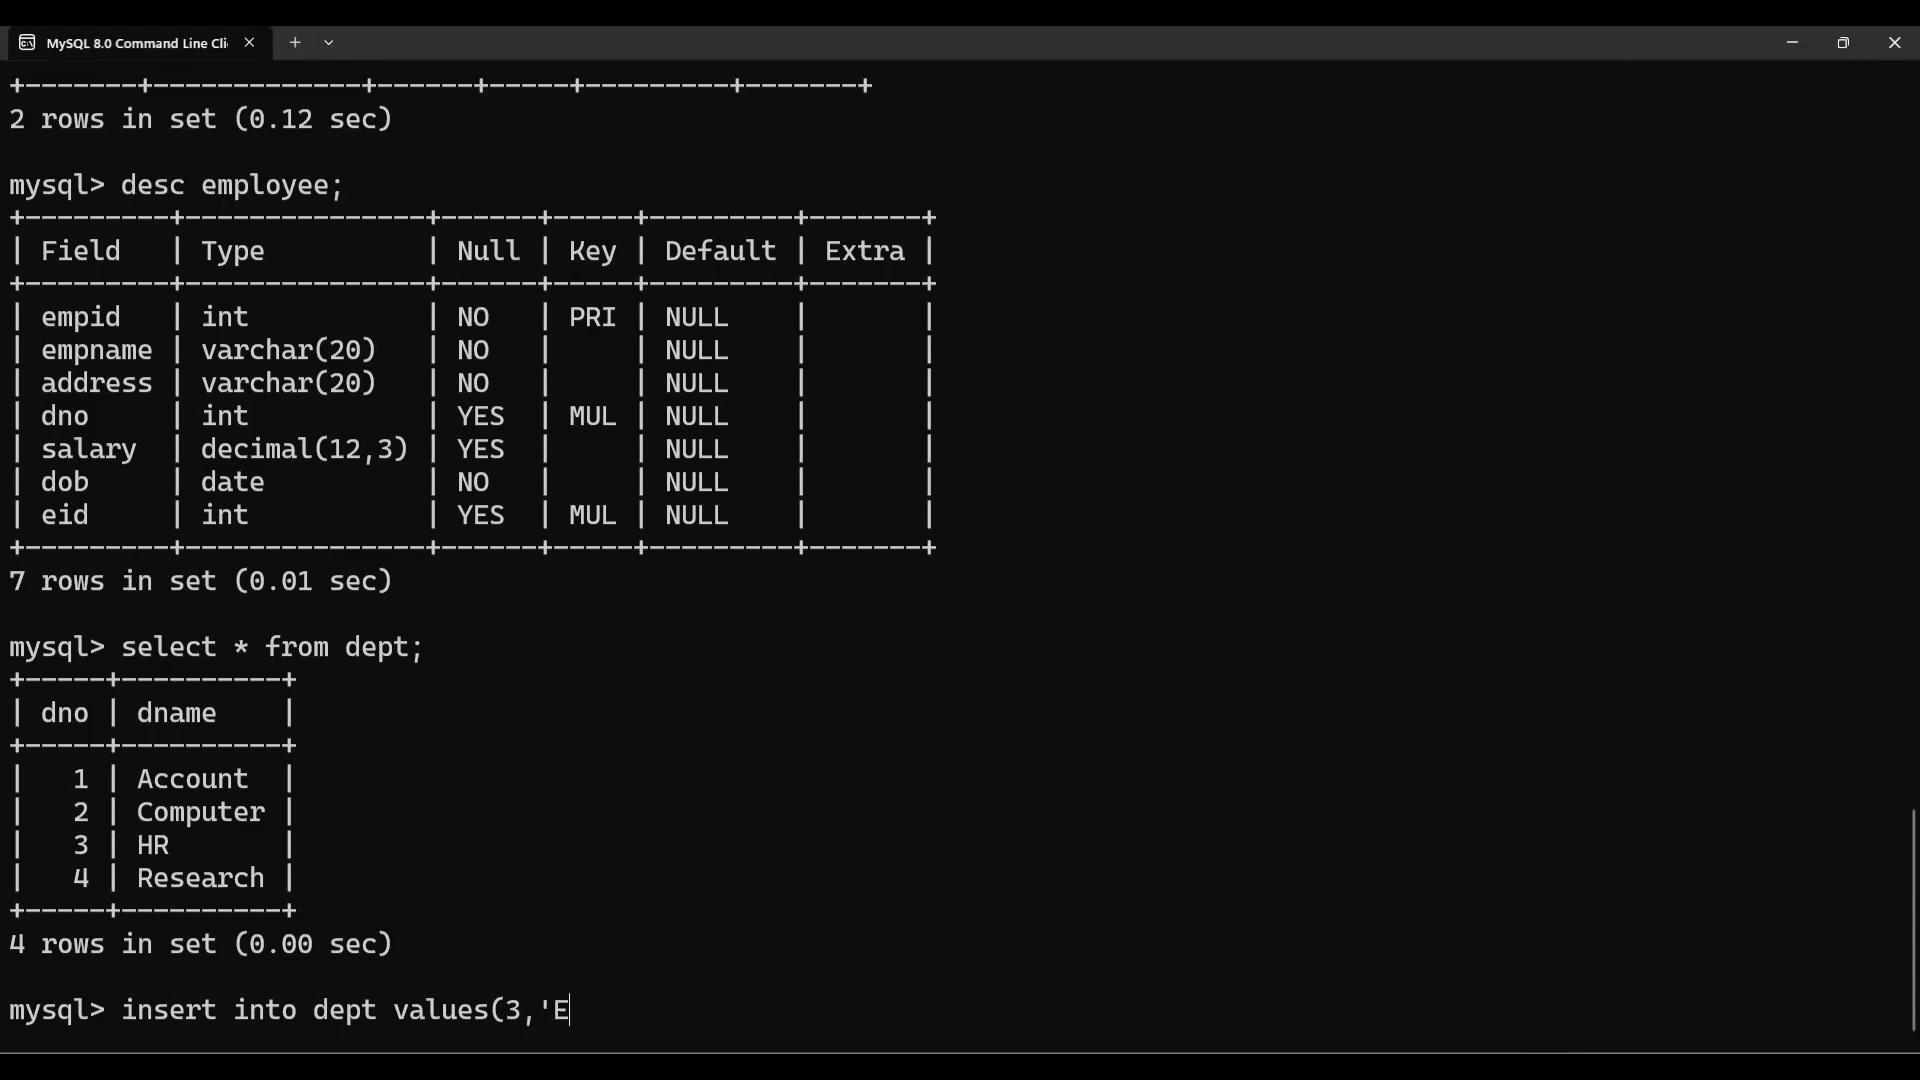 MySQL 8.0 Command Line Cli
+-------+-------------+------+-----+---------+-------+
2 rows in set (0.12 sec)
mysql> desc employee;
+----------+---------------+------+-----+---------+-------+
| Field    | Type          | Null | Key | Default | Extra |
+----------+---------------+------+-----+---------+-------+
| empid    | int           | NO   | PRI | NULL    |       |
| empname  | varchar(20)   | NO   |     | NULL    |       |
| address  | varchar(20)   | NO   |     | NULL    |       |
| dno      | int           | YES  | MUL | NULL    |       |
| salary   | decimal(12,3) | YES  |     | NULL    |       |
| dob      | date          | NO   |     | NULL    |       |
| eid      | int           | YES  | MUL | NULL    |       |
+----------+---------------+------+-----+---------+-------+
7 rows in set (0.01 sec)
mysql> select * from dept;
+-----+----------+
| dno | dname    |
+-----+----------+
|   1 | Account  |
|   2 | Computer |
|   3 | HR       |
|   4 | Research |
+-----+----------+
4 rows in set (0.00 sec)
mysql> insert into dept values(3,'E